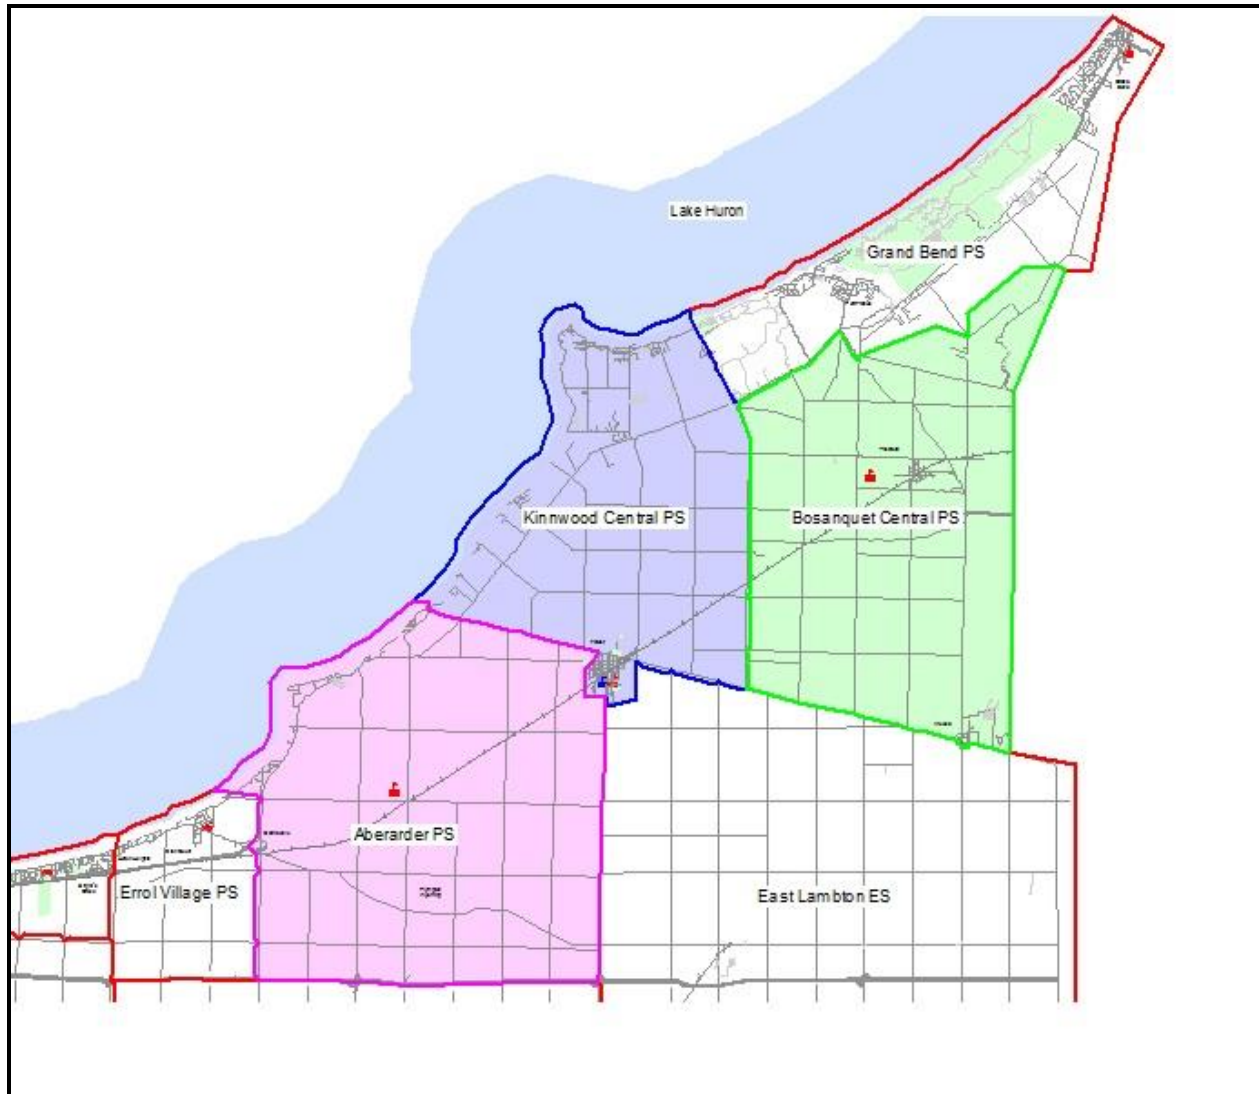 Lake Huron
Grand Bend PS
Kinnwood Central PS
Bosanquet Central PS
Aberarder PS
Errol Village PS
East Lambton ES